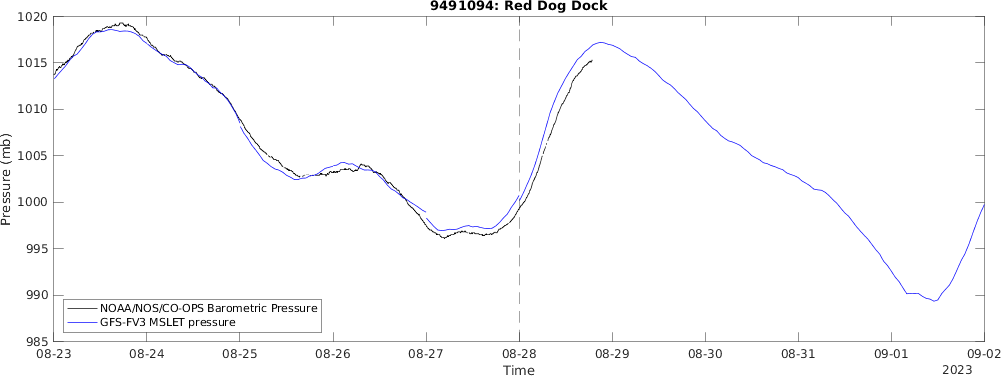 9491094: Red Dog Dock
Pressure (mb)
1020
1015
1010
1005
1000
995
990
985
NOAA/NOS/CO-OPS Barometric Pressure
GFS-FV3 MSLET pressure
08-23 08-24 08-25 08-26 08-27 08-28 08-29 08-30 08-31 09-01 09-02
Time
2023